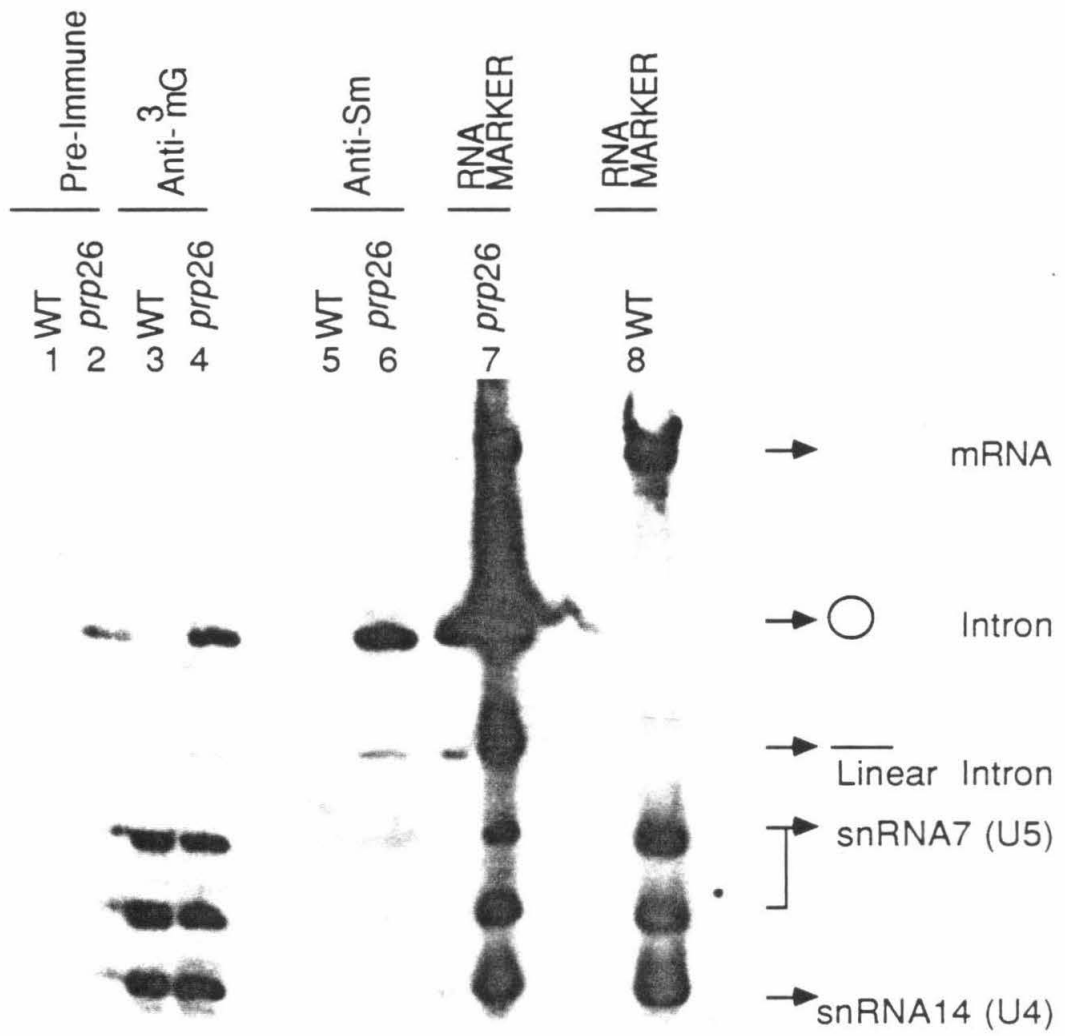 Pre-Immune
Anti-3mG
Anti-Sm
RNA MARKER
RNA MARKER
1 WT
2 prp26
3 WT
4 prp26
5 WT
6 prp26
7 prp26
8 WT
mRNA
Intron
Linear Intron
snRNA7 (U5)
snRNA14 (U4)